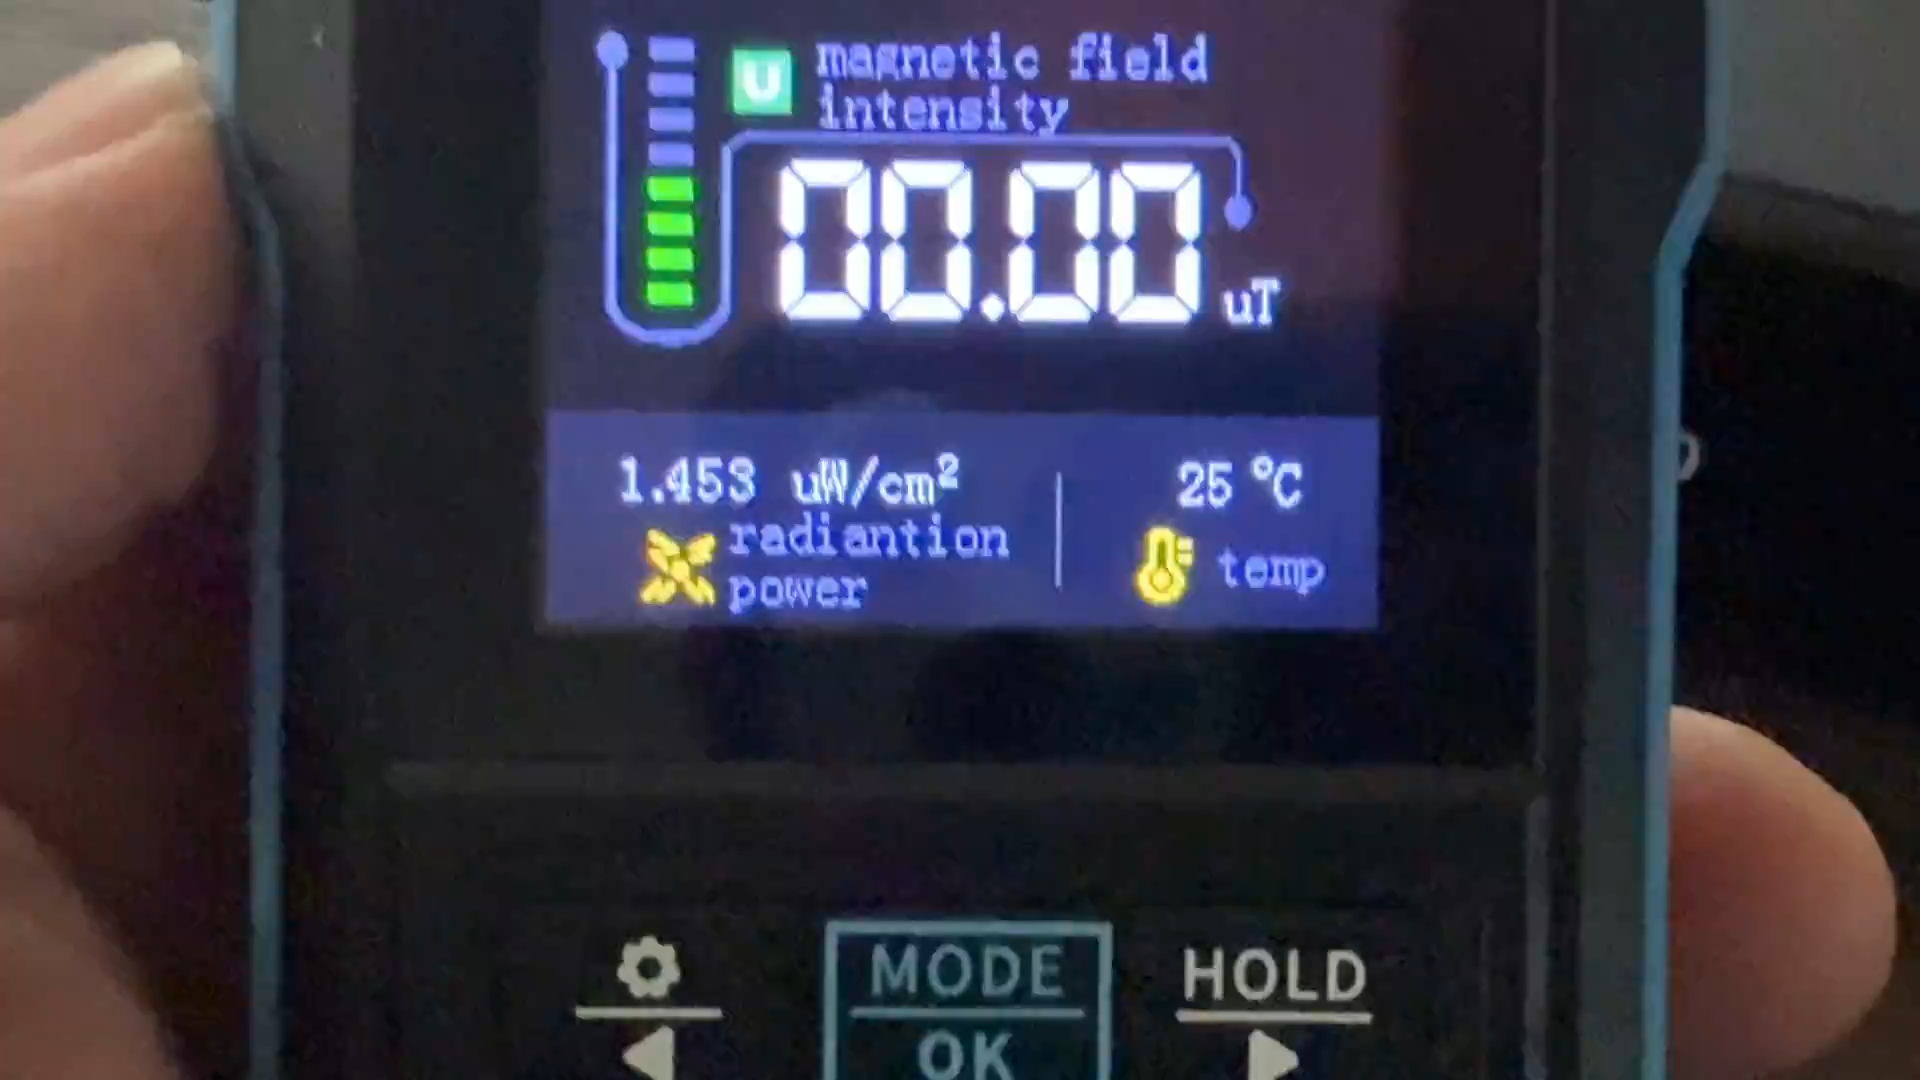 U magnetic field
intensity
00.00 uT
1.453 uW/cm² 25 °C
radiantion
power temp
MODE HOLD
OK